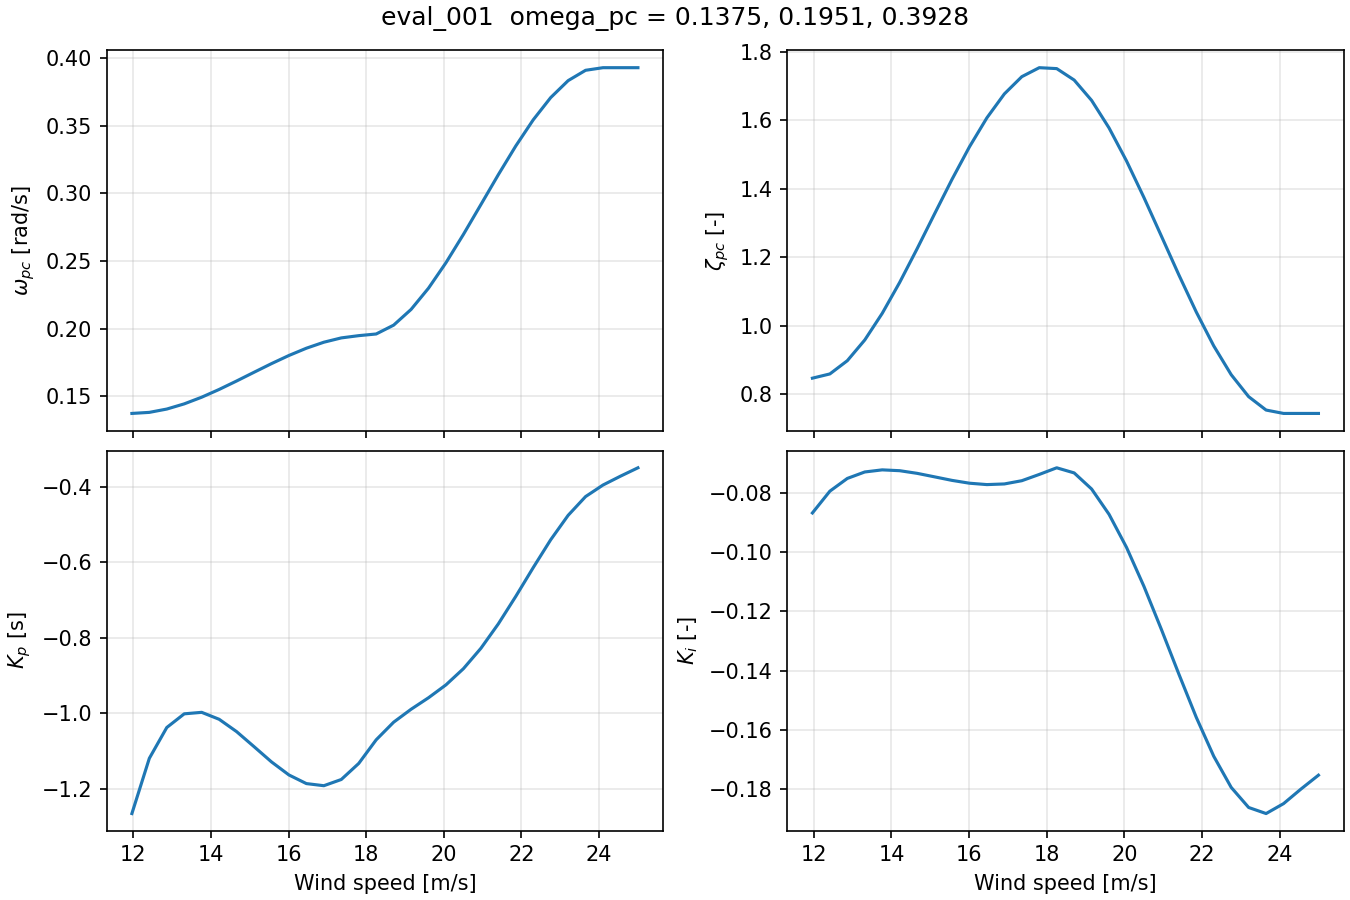 eval_001  omega_pc = 0.1375, 0.1951, 0.3928
0.40
0.35
0.30
0.25
0.20
0.15
ω_pc [rad/s]
1.8
1.6
1.4
1.2
1.0
0.8
ζ_pc [-]
−0.4
−0.6
−0.8
−1.0
−1.2
K_p [s]
12 14 16 18 20 22 24
Wind speed [m/s]
−0.08
−0.10
−0.12
−0.14
−0.16
−0.18
K_i [-]
12 14 16 18 20 22 24
Wind speed [m/s]